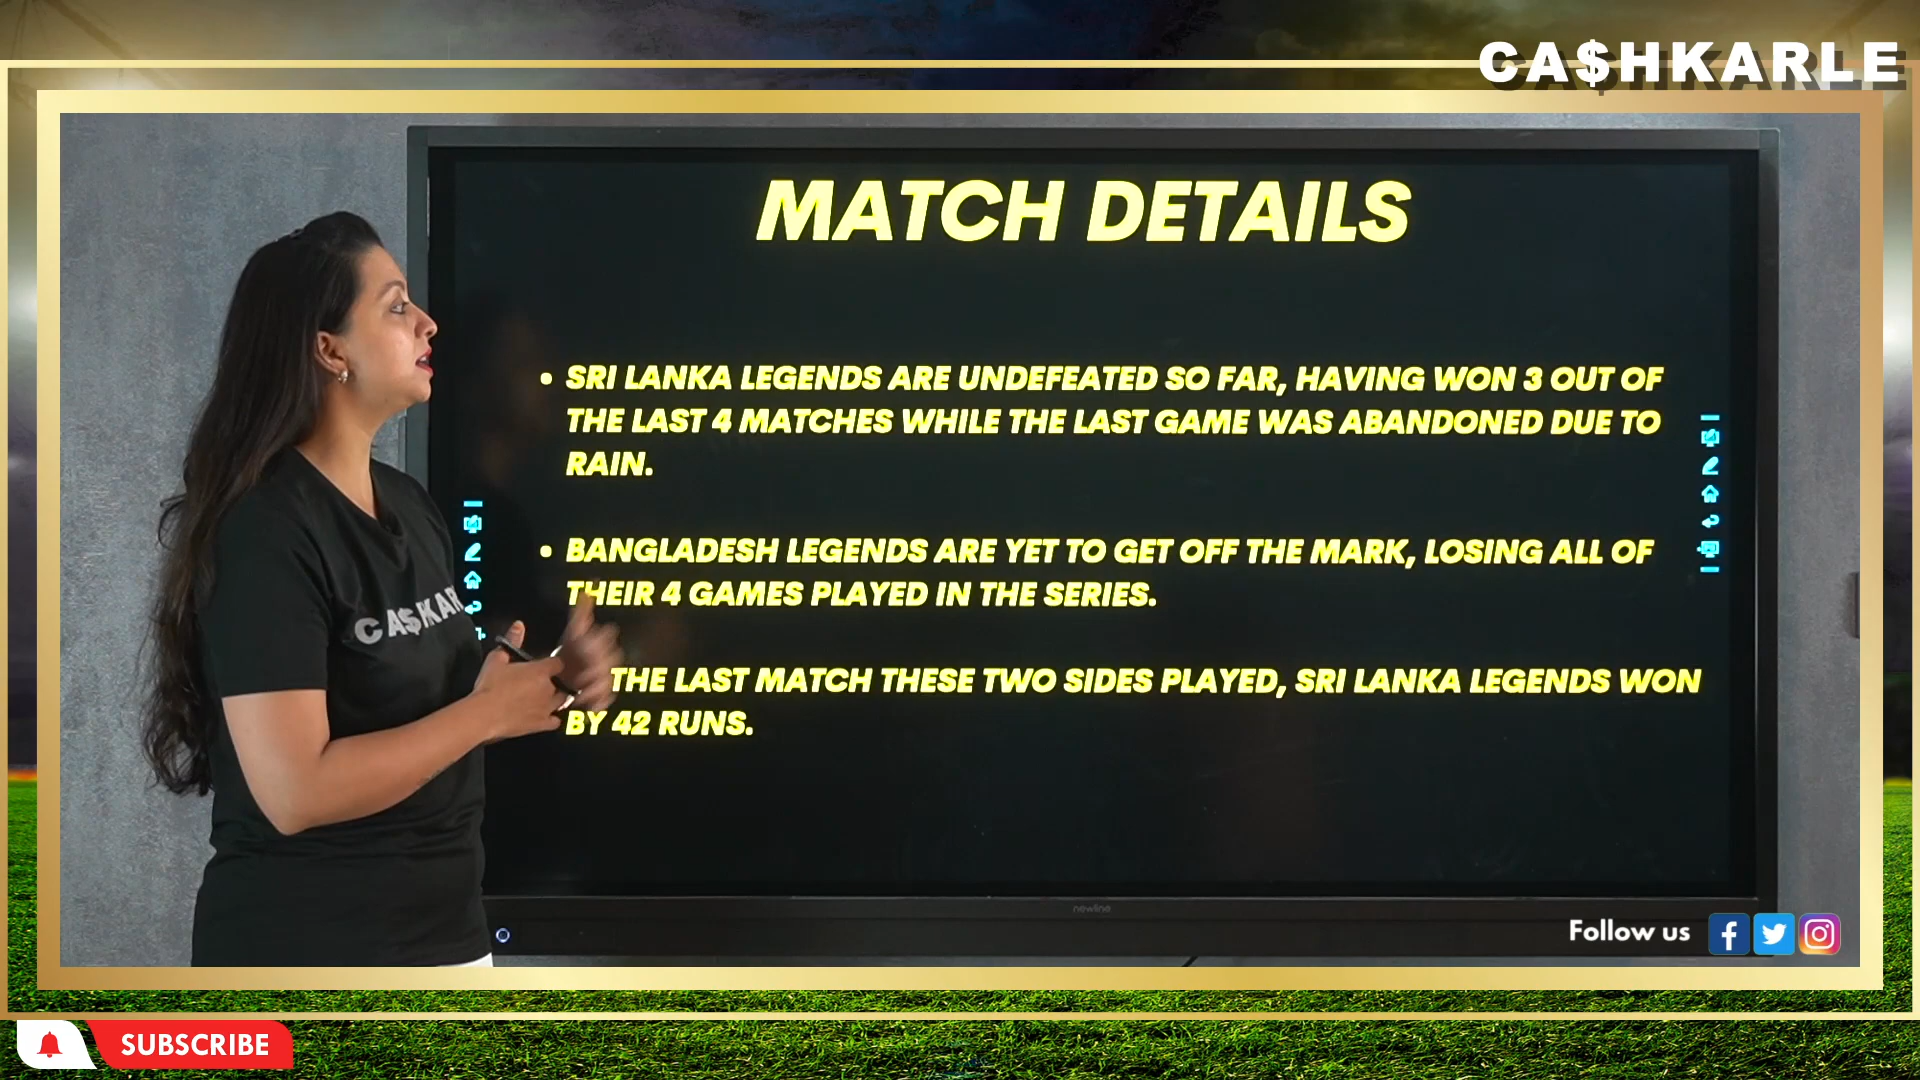 CA$HKARLE
MATCH DETAILS
• SRI LANKA LEGENDS ARE UNDEFEATED SO FAR, HAVING WON 3 OUT OF
THE LAST 4 MATCHES WHILE THE LAST GAME WAS ABANDONED DUE TO
RAIN.
• BANGLADESH LEGENDS ARE YET TO GET OFF THE MARK, LOSING ALL OF
THEIR 4 GAMES PLAYED IN THE SERIES.
THE LAST MATCH THESE TWO SIDES PLAYED, SRI LANKA LEGENDS WON
BY 42 RUNS.
CA$HKAR
newline
Follow us
SUBSCRIBE